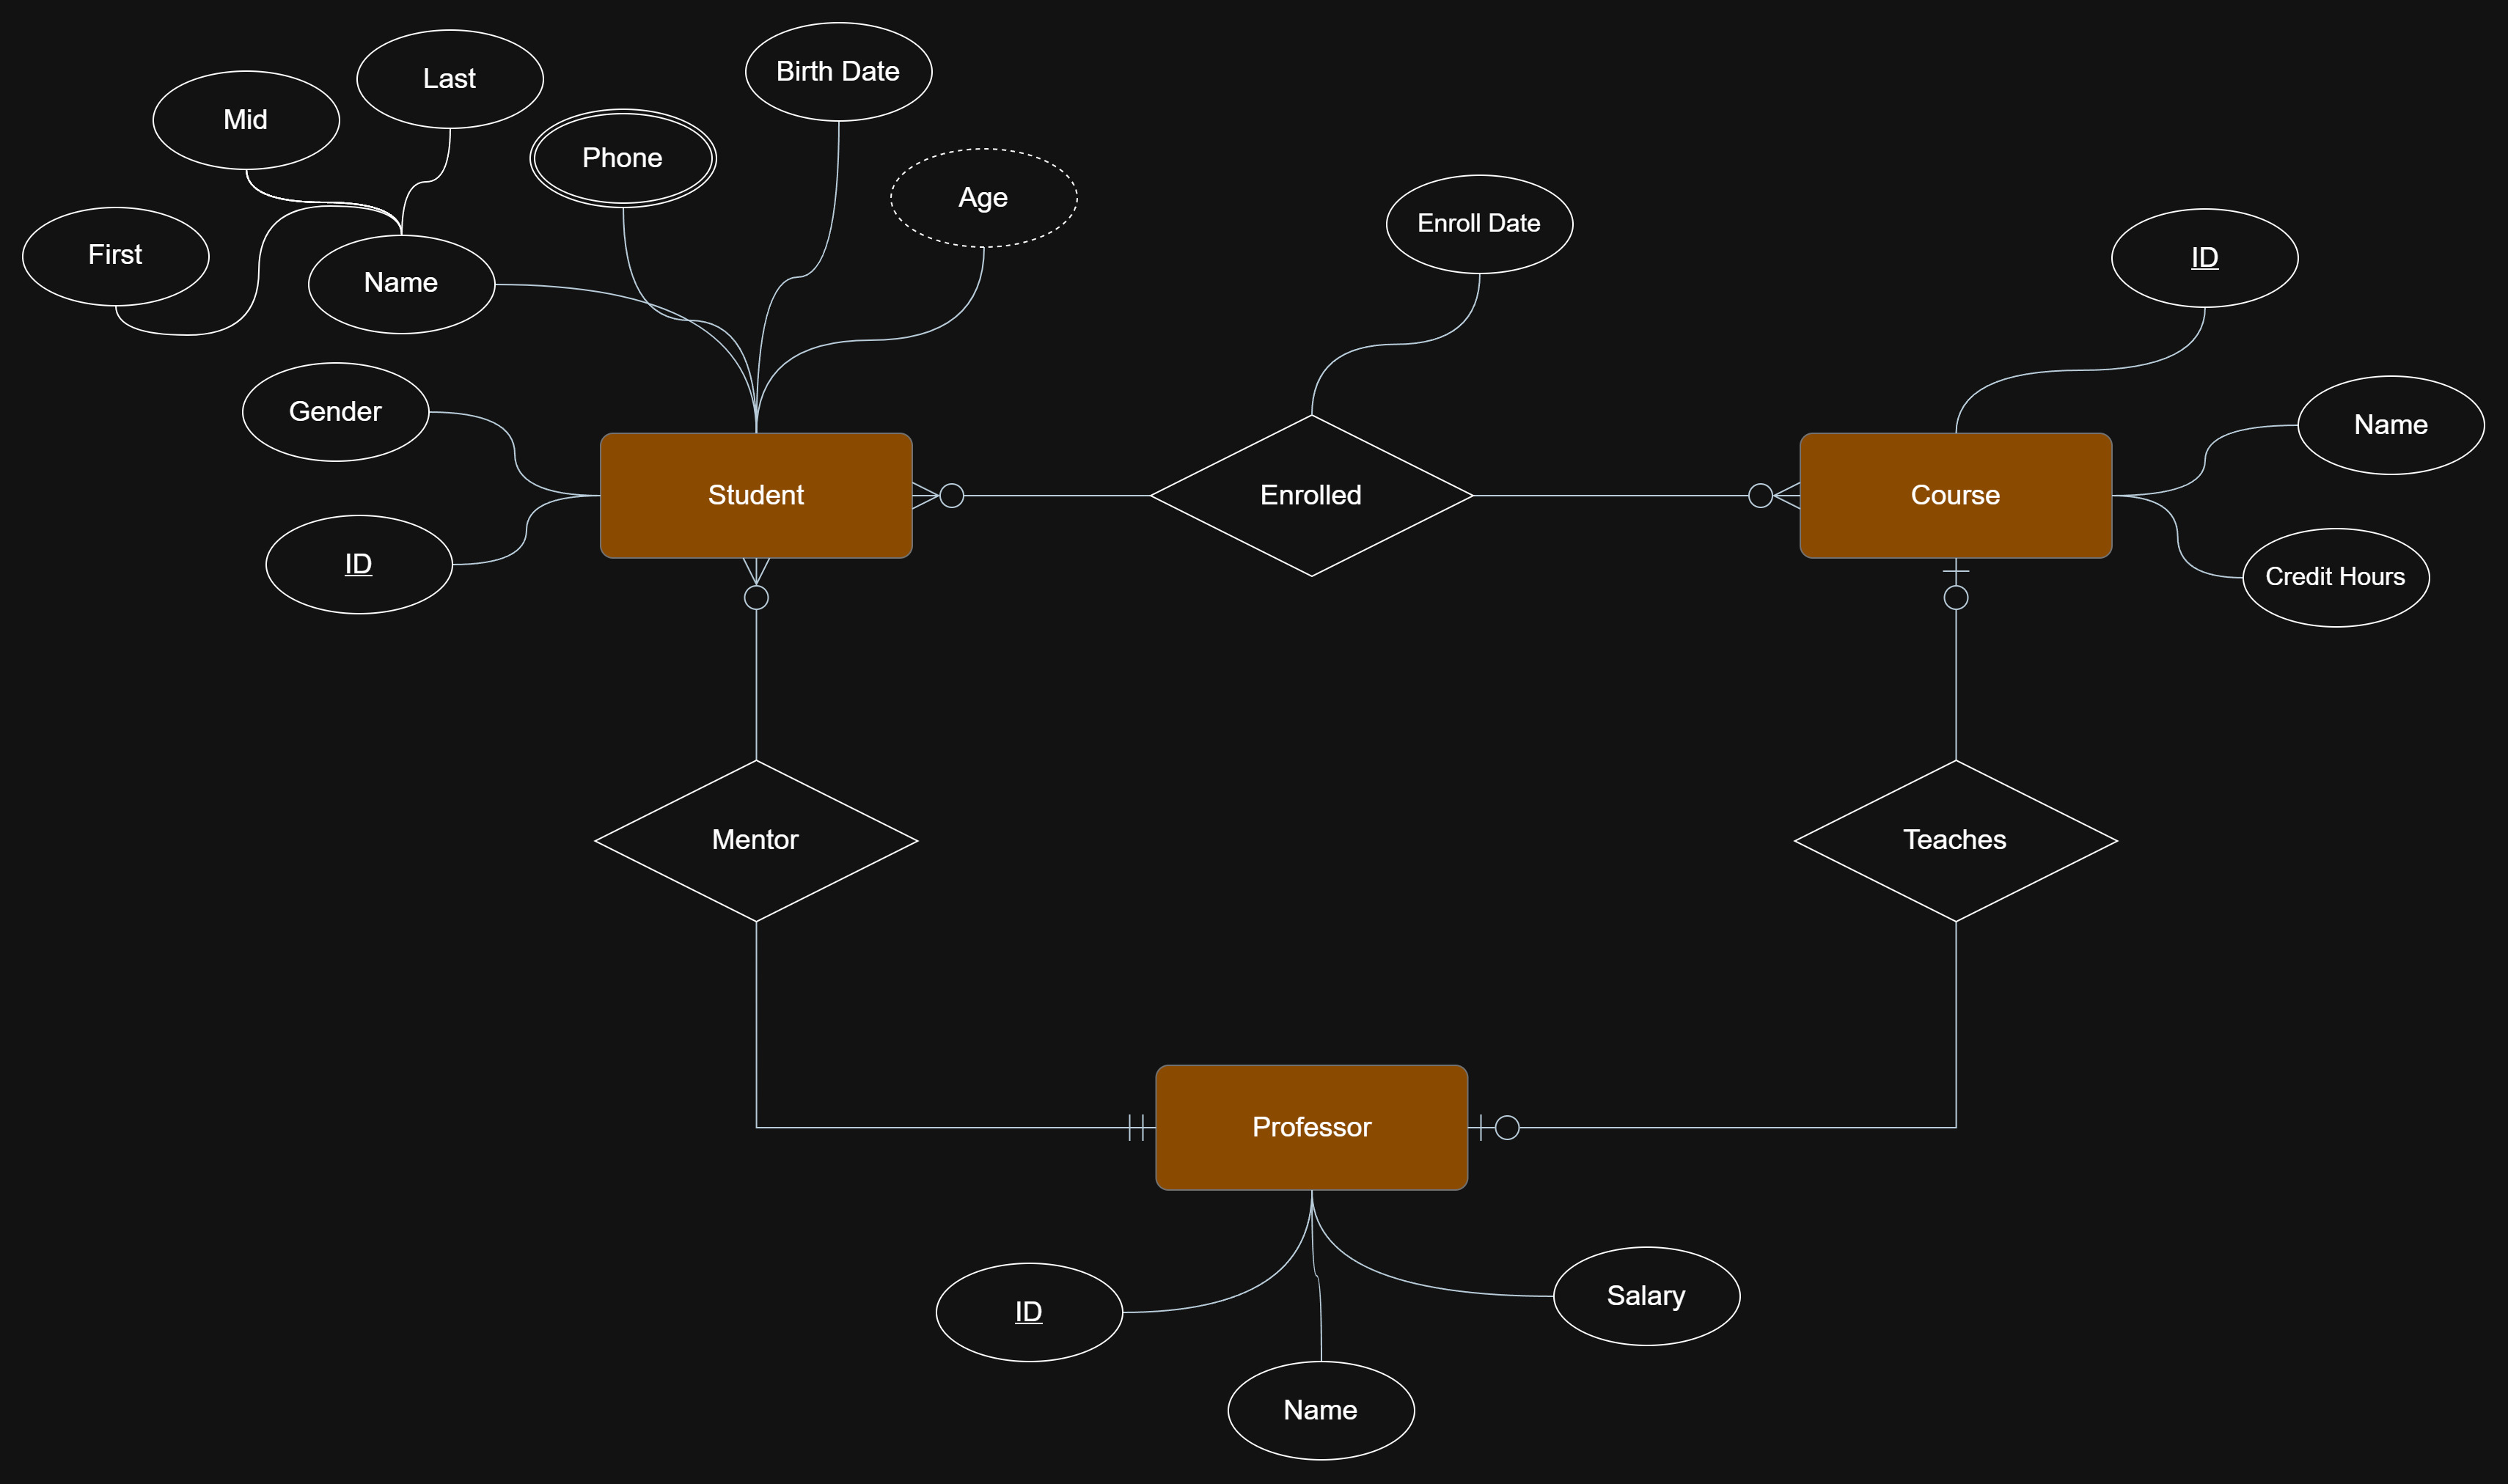 Birth Date
Last
Mid
Phone
Age
Enroll Date
First
ID
Name
Gender
Name
Student
Enrolled
Course
ID
Credit Hours
Mentor
Teaches
Professor
ID
Salary
Name